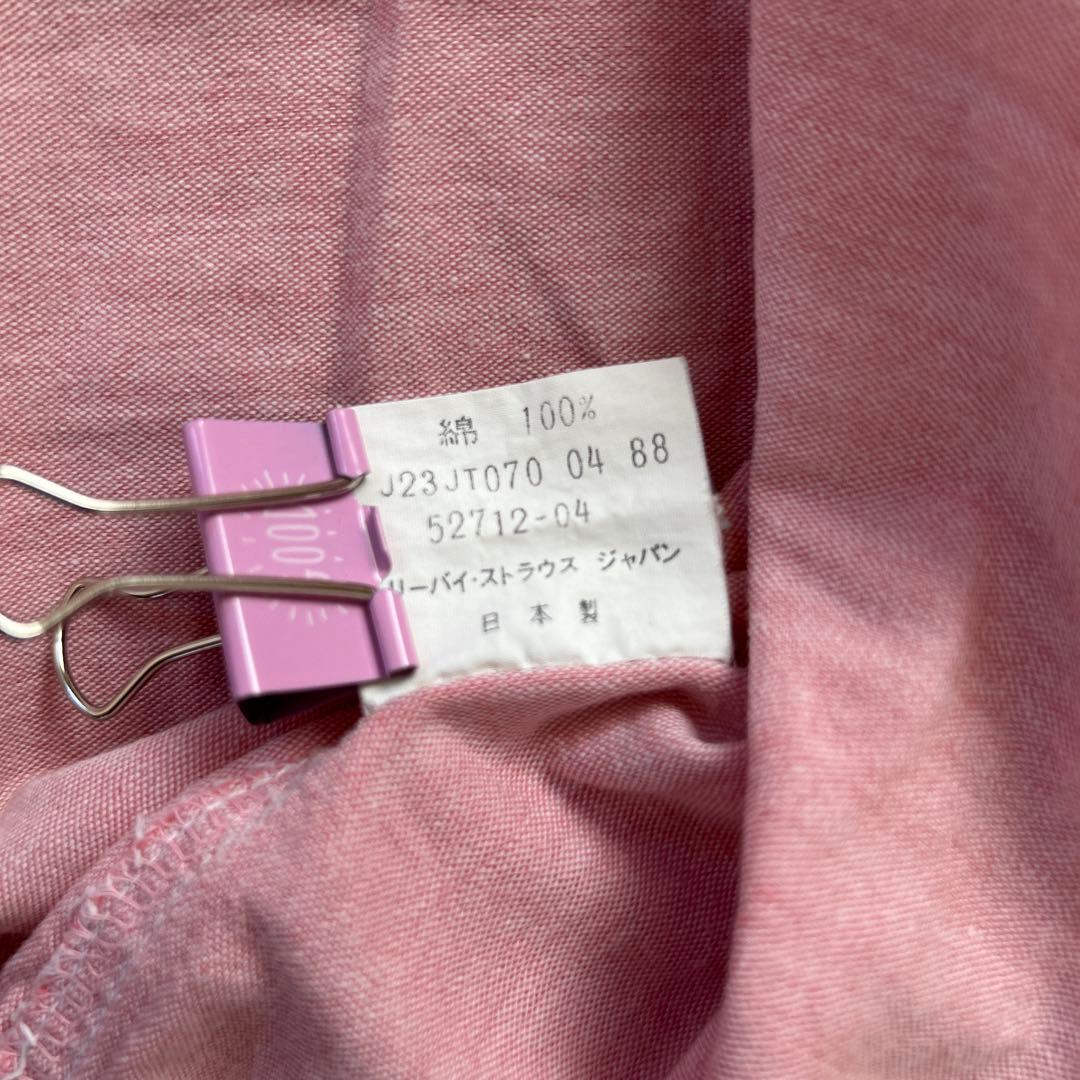 綿 100%
J23JT070 04 88
52712-04
リーバイ・ストラウス ジャパン
日本製
100